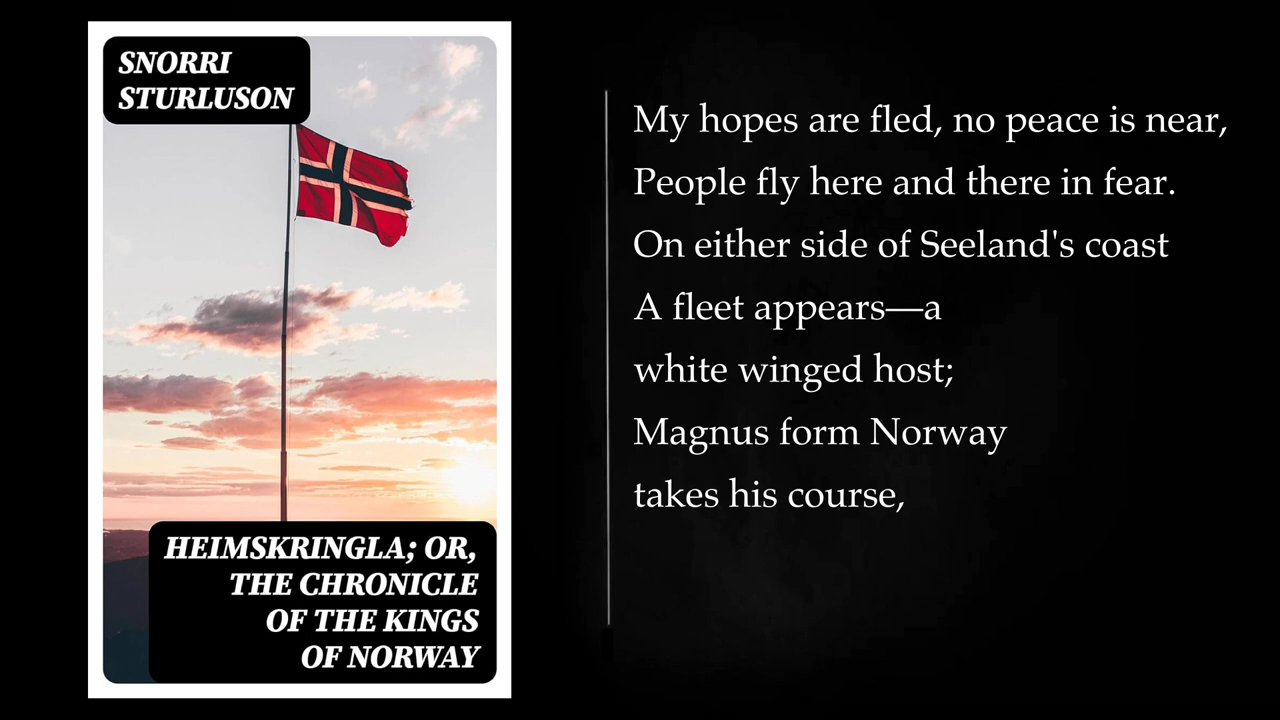 SNORRI
STURLUSON
HEIMSKRINGLA; OR,
THE CHRONICLE
OF THE KINGS
OF NORWAY
My hopes are fled, no peace is near,
People fly here and there in fear.
On either side of Seeland's coast
A fleet appears—a
white winged host;
Magnus form Norway
takes his course,